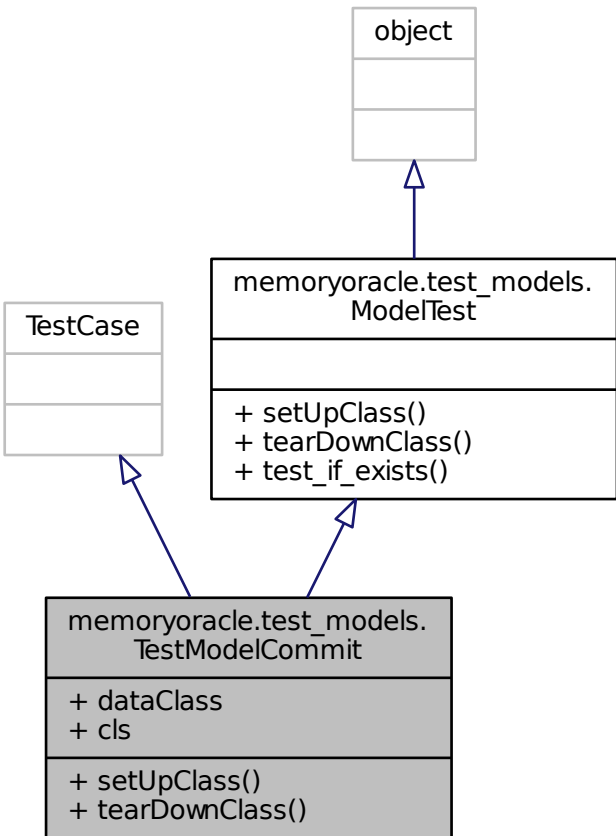 object
memoryoracle.test_models.
ModelTest
+ setUpClass()
+ tearDownClass()
+ test_if_exists()
TestCase
memoryoracle.test_models.
TestModelCommit
+ dataClass
+ cls
+ setUpClass()
+ tearDownClass()